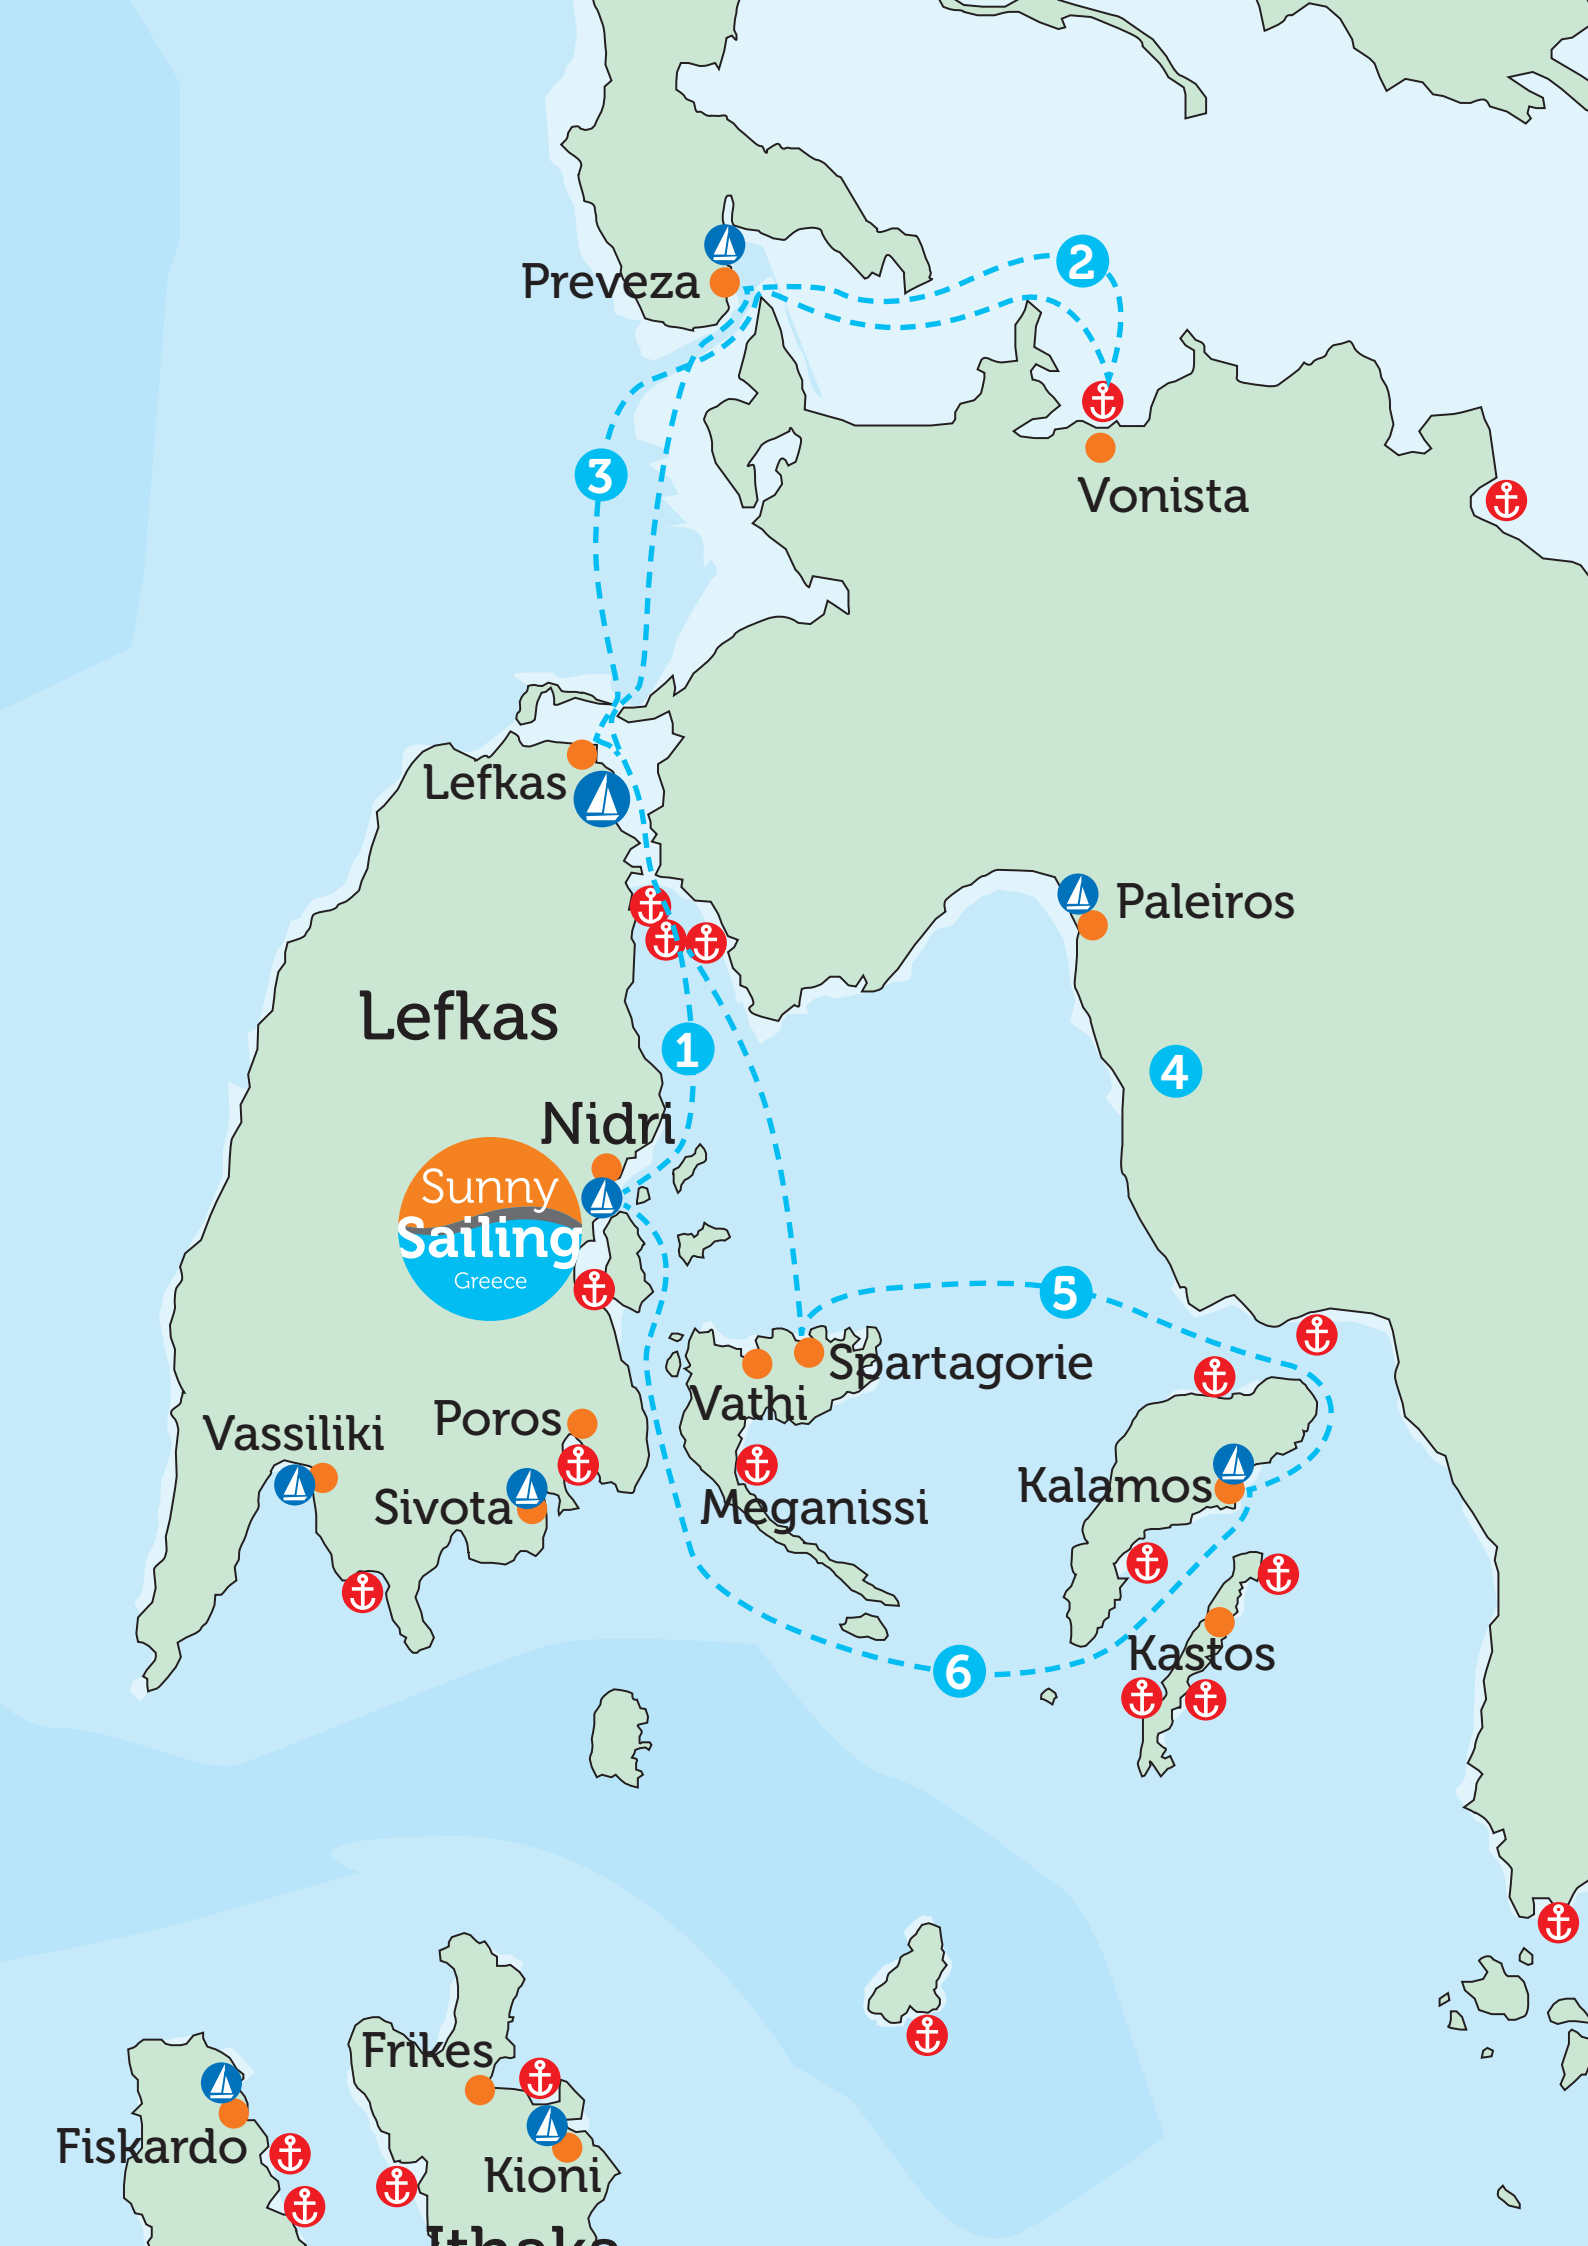 2
Preveza
3
Vonista
Lefkas
Paleiros
Lefkas
1
4
Nidri
Sunny
Sailing
Greece
5
Spartagorie
Vathi
Poros
Vassiliki
Kalamos
Sivota
Meganissi
Kastos
6
Frikes
Fiskardo
Kioni
Ithaka